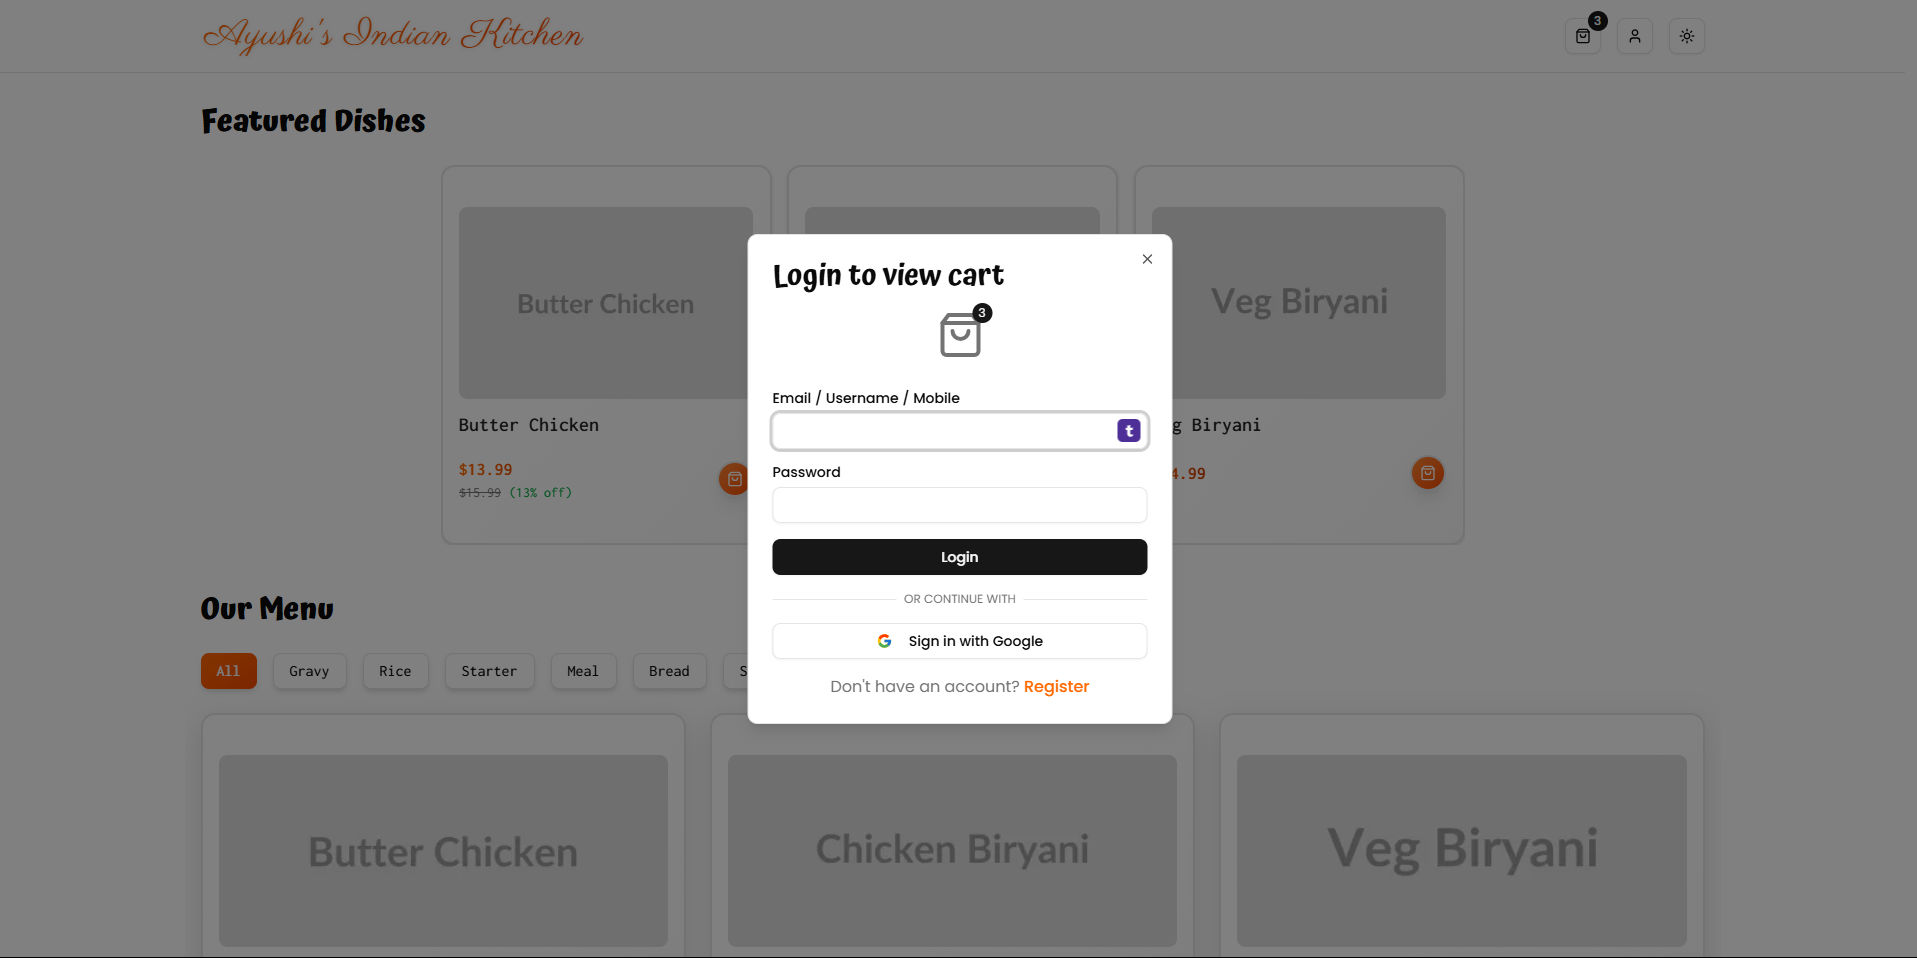 Ayushi's Indian Kitchen
3
Featured Dishes
Butter Chicken
Veg Biryani
Butter Chicken
$13.99
$15.99 (13% off)
Biryani
Login to view cart
3
Email / Username / Mobile
t
Password
Login
OR CONTINUE WITH
Sign in with Google
Don't have an account? Register
Our Menu
All
Gravy
Rice
Starter
Meal
Bread
Butter Chicken
Chicken Biryani
Veg Biryani